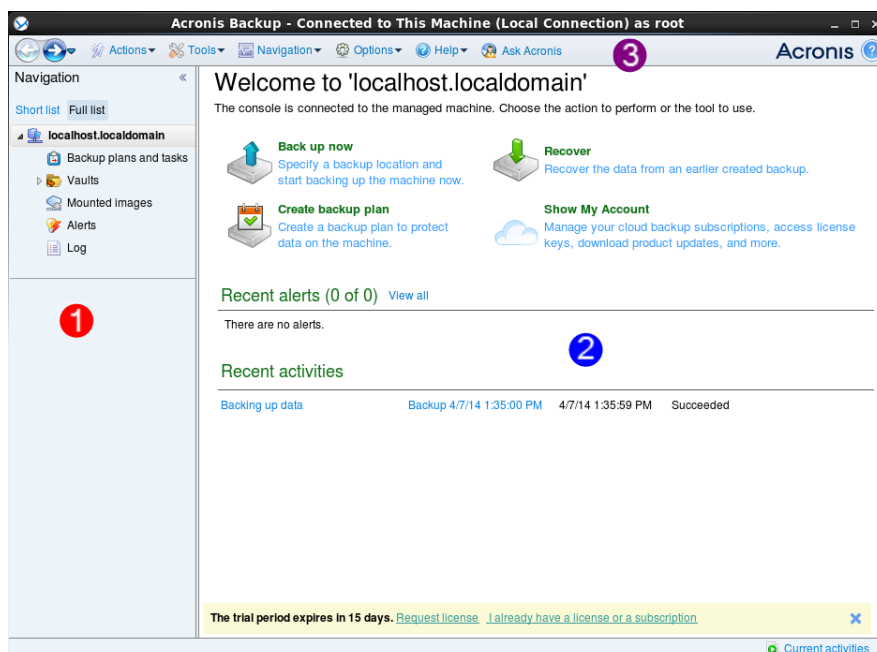 Acronis Backup - Connected to This Machine (Local Connection) as root
Actions Tools Navigation Options Help Ask Acronis
3
Acronis
?
Navigation «
Short list Full list
localhost.localdomain
Backup plans and tasks
Vaults
Mounted images
Alerts
Log
1
Welcome to 'localhost.localdomain'
The console is connected to the managed machine. Choose the action to perform or the tool to use.
Back up now
Specify a backup location and
start backing up the machine now.
Recover
Recover the data from an earlier created backup.
Create backup plan
Create a backup plan to protect
data on the machine.
Show My Account
Manage your cloud backup subscriptions, access license
keys, download product updates, and more.
Recent alerts (0 of 0) View all
There are no alerts.
2
Recent activities
Backing up data Backup 4/7/14 1:35:00 PM 4/7/14 1:35:59 PM Succeeded
The trial period expires in 15 days. Request license I already have a license or a subscription
Current activities